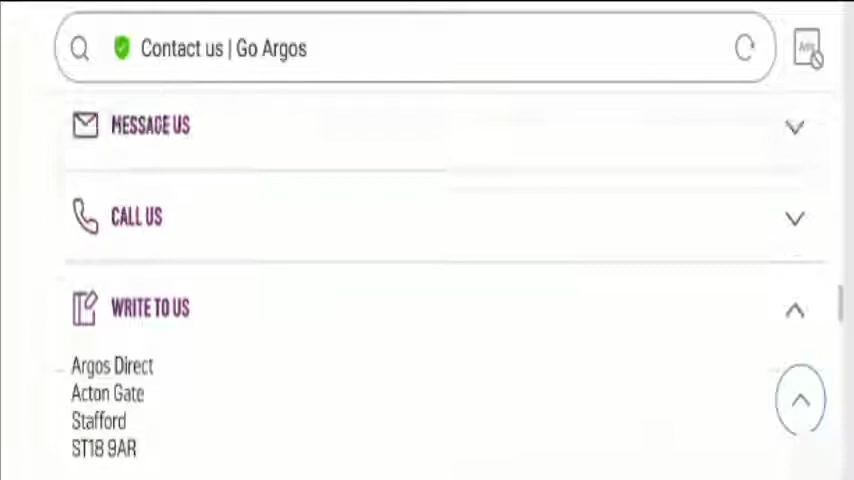 Contact us | Go Argos
MESSAGE US
CALL US
WRITE TO US
Argos Direct
Acton Gate
Stafford
ST18 9AR